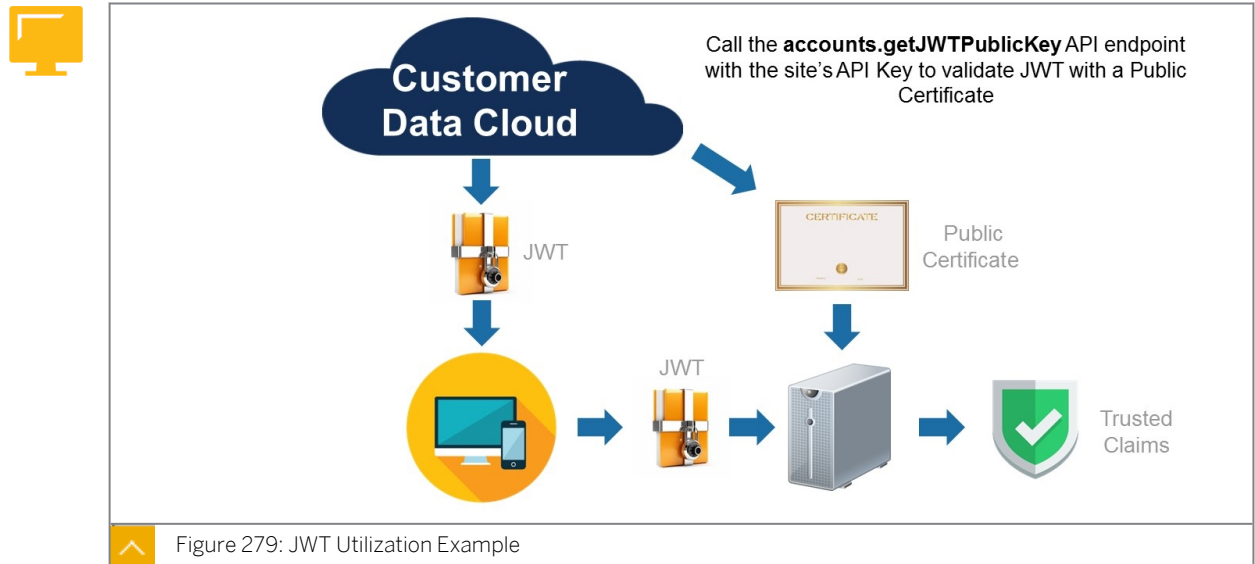 Call the accounts.getJWTPublicKey API endpoint
with the site's API Key to validate JWT with a Public
Certificate
Customer
Data Cloud
JWT
CERTIFICATE
Public
Certificate
JWT
Trusted
Claims
Figure 279: JWT Utilization Example